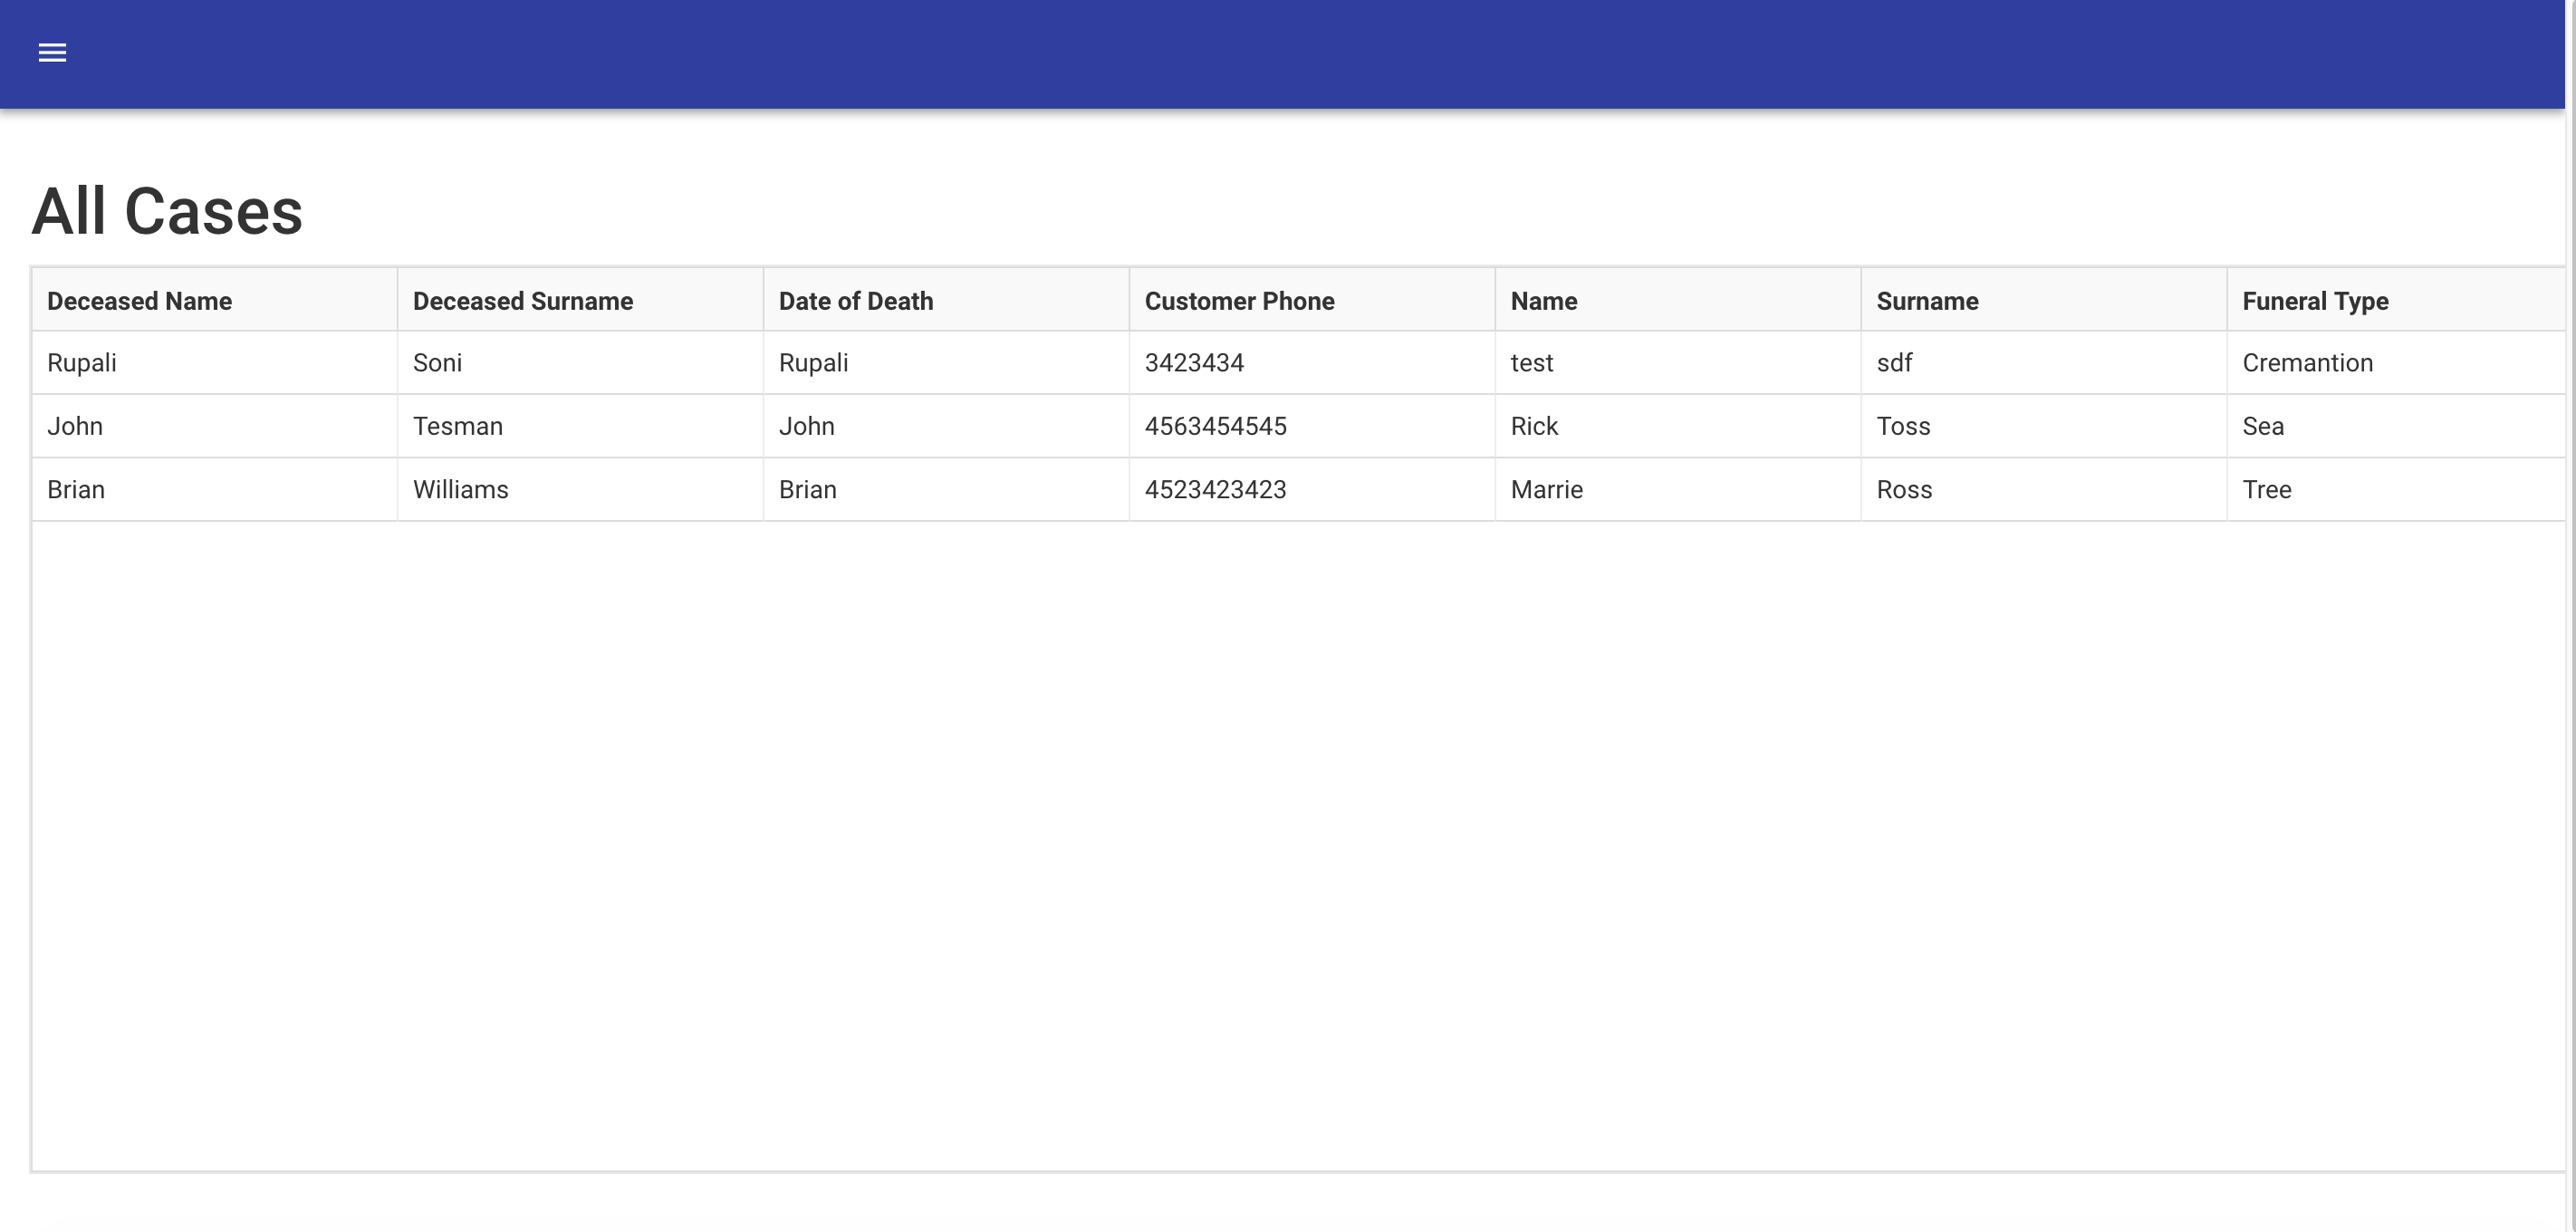 All Cases
Deceased Name Deceased Surname Date of Death Customer Phone Name Surname Funeral Type
Rupali Soni Rupali 3423434 test sdf Cremantion
John Tesman John 4563454545 Rick Toss Sea
Brian Williams Brian 4523423423 Marrie Ross Tree